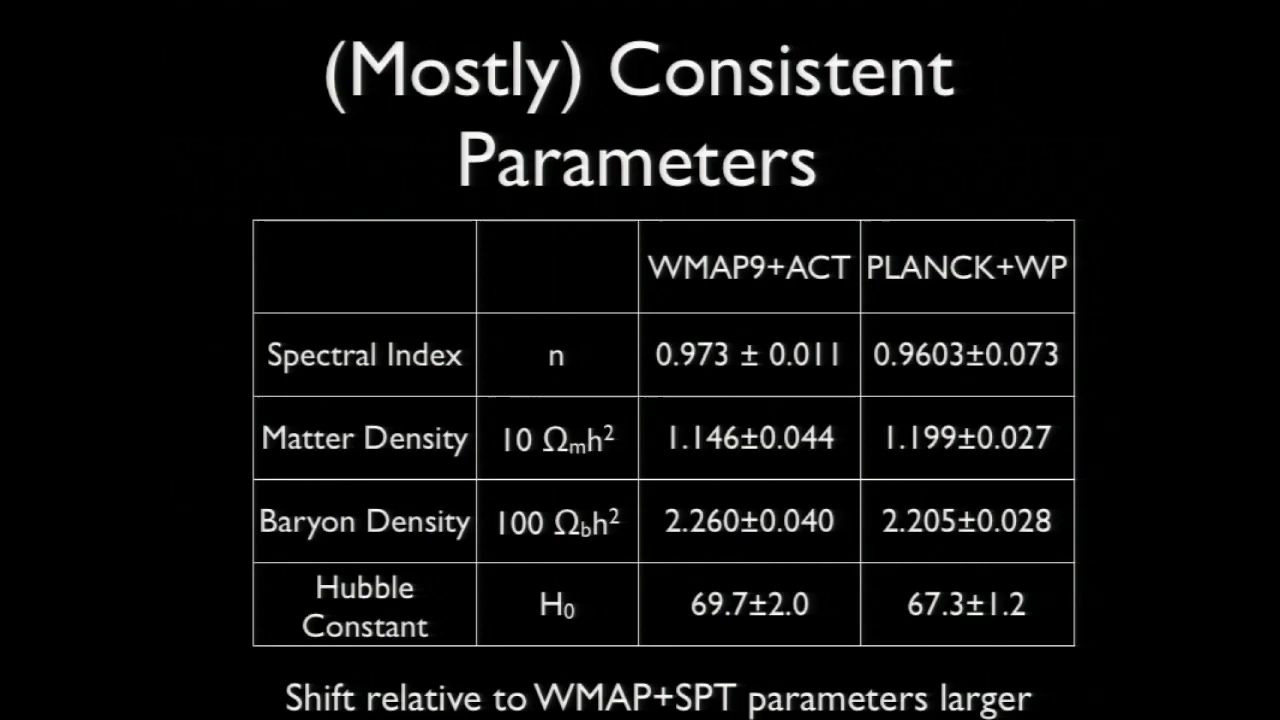 (Mostly) Consistent
Parameters
WMAP9+ACT PLANCK+WP
Spectral Index n 0.973 ± 0.011 0.9603±0.073
Matter Density 10 Ωₘh² 1.146±0.044 1.199±0.027
Baryon Density 100 Ω_bh² 2.260±0.040 2.205±0.028
Hubble
Constant H₀ 69.7±2.0 67.3±1.2
Shift relative to WMAP+SPT parameters larger